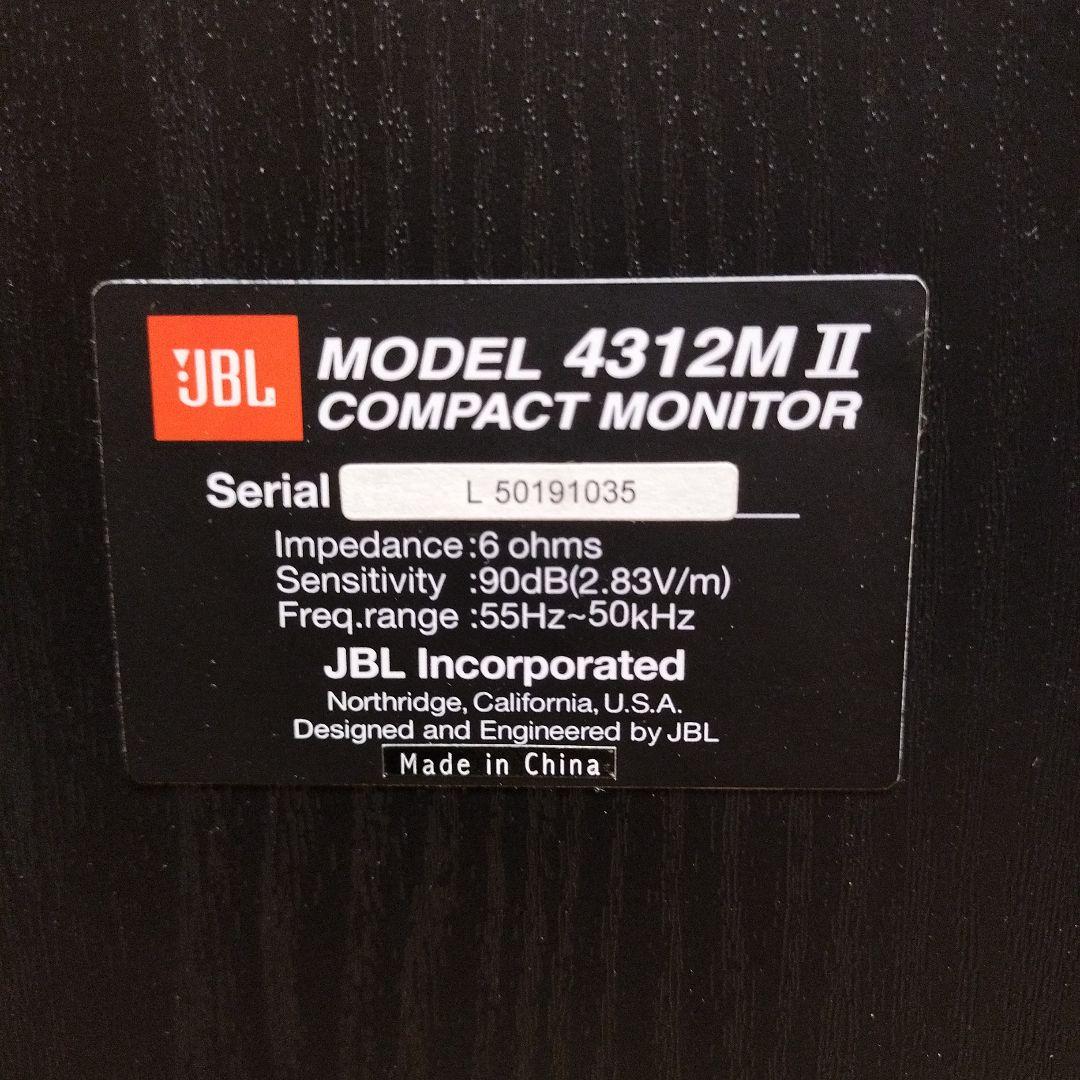 JBL
MODEL 4312M II
COMPACT MONITOR
Serial L 50191035
Impedance:6 ohms
Sensitivity :90dB(2.83V/m)
Freq.range :55Hz~50kHz
JBL Incorporated
Northridge, California, U.S.A.
Designed and Engineered by JBL
Made in China